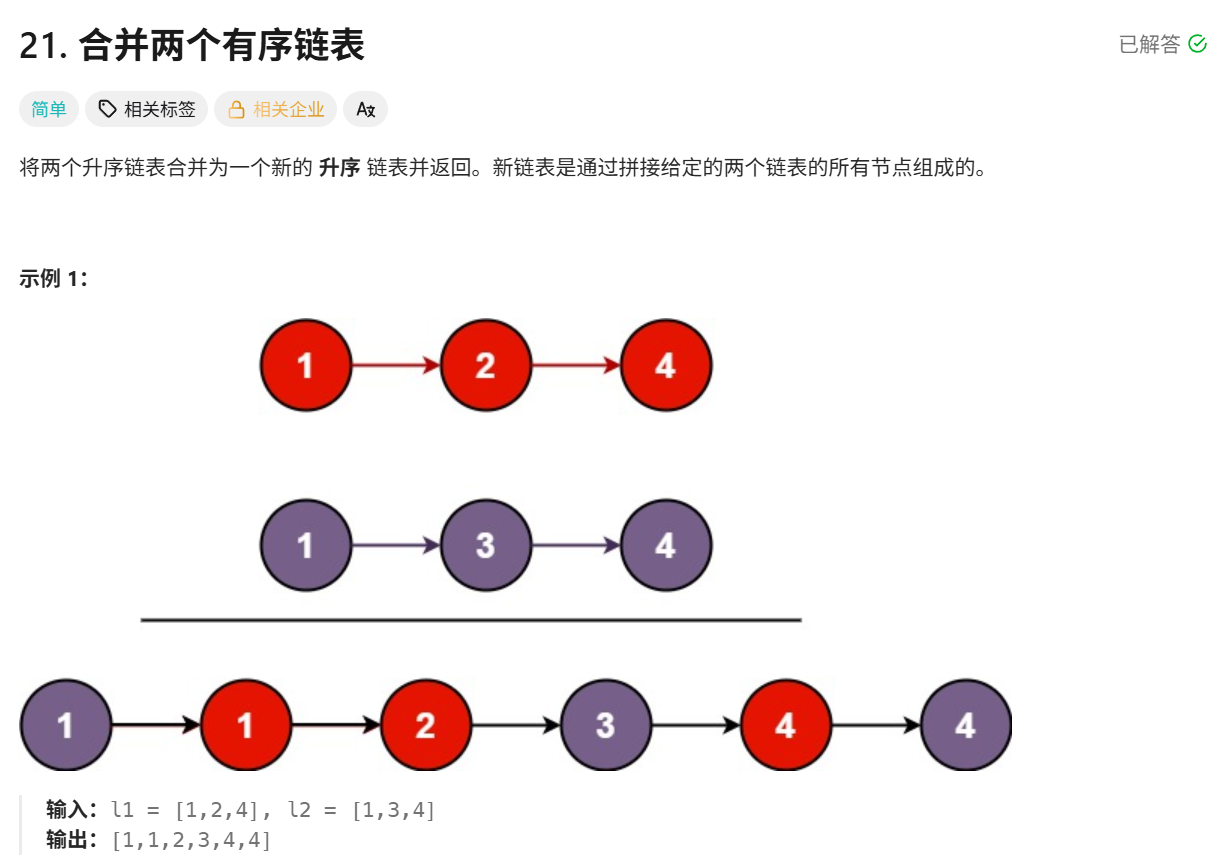 21. 合并两个有序链表
已解答
简单 相关标签 相关企业
将两个升序链表合并为一个新的 升序 链表并返回。新链表是通过拼接给定的两个链表的所有节点组成的。
示例 1：
1 2 4
1 3 4
1 1 2 3 4 4
输入：l1 = [1,2,4], l2 = [1,3,4]
输出：[1,1,2,3,4,4]